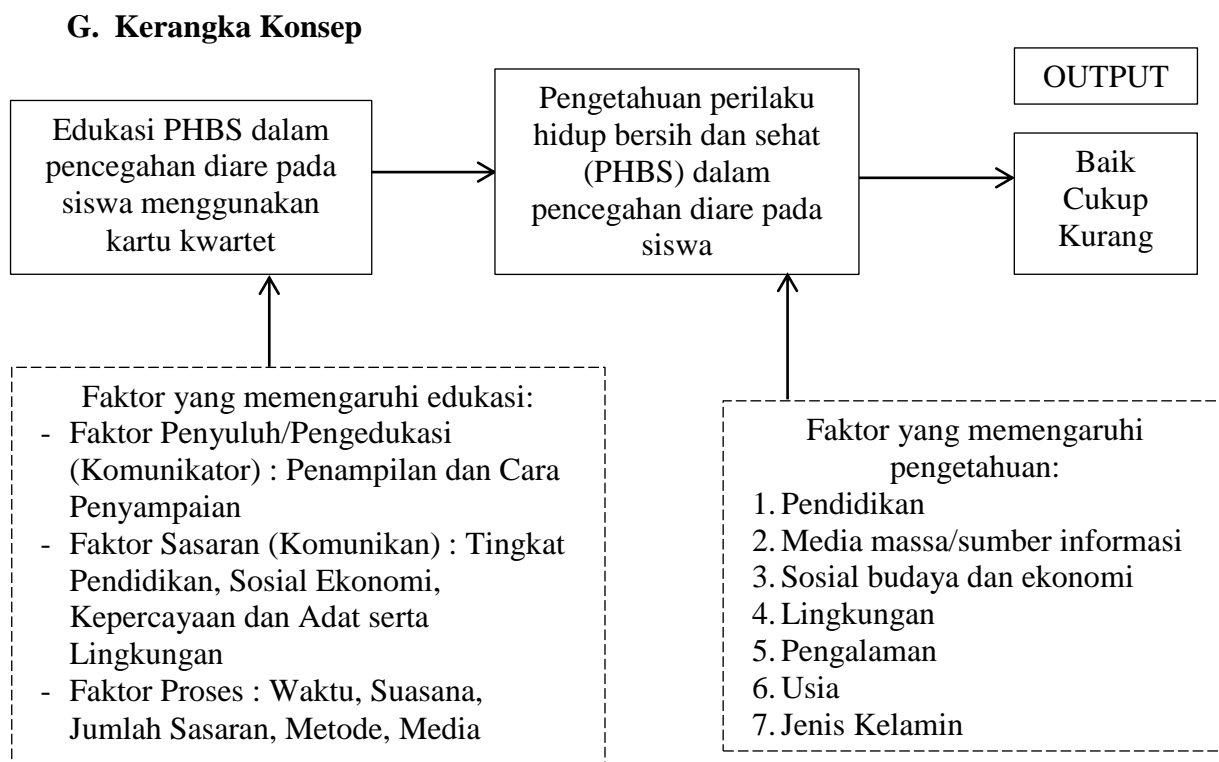 G. Kerangka Konsep
Edukasi PHBS dalam
pencegahan diare pada
siswa menggunakan
kartu kwartet
Pengetahuan perilaku
hidup bersih dan sehat
(PHBS) dalam
pencegahan diare pada
siswa
OUTPUT
Baik
Cukup
Kurang
Faktor yang memengaruhi edukasi:
- Faktor Penyuluh/Pengedukasi
(Komunikator) : Penampilan dan Cara
Penyampaian
- Faktor Sasaran (Komunikan) : Tingkat
Pendidikan, Sosial Ekonomi,
Kepercayaan dan Adat serta
Lingkungan
- Faktor Proses : Waktu, Suasana,
Jumlah Sasaran, Metode, Media
Faktor yang memengaruhi
pengetahuan:
1. Pendidikan
2. Media massa/sumber informasi
3. Sosial budaya dan ekonomi
4. Lingkungan
5. Pengalaman
6. Usia
7. Jenis Kelamin